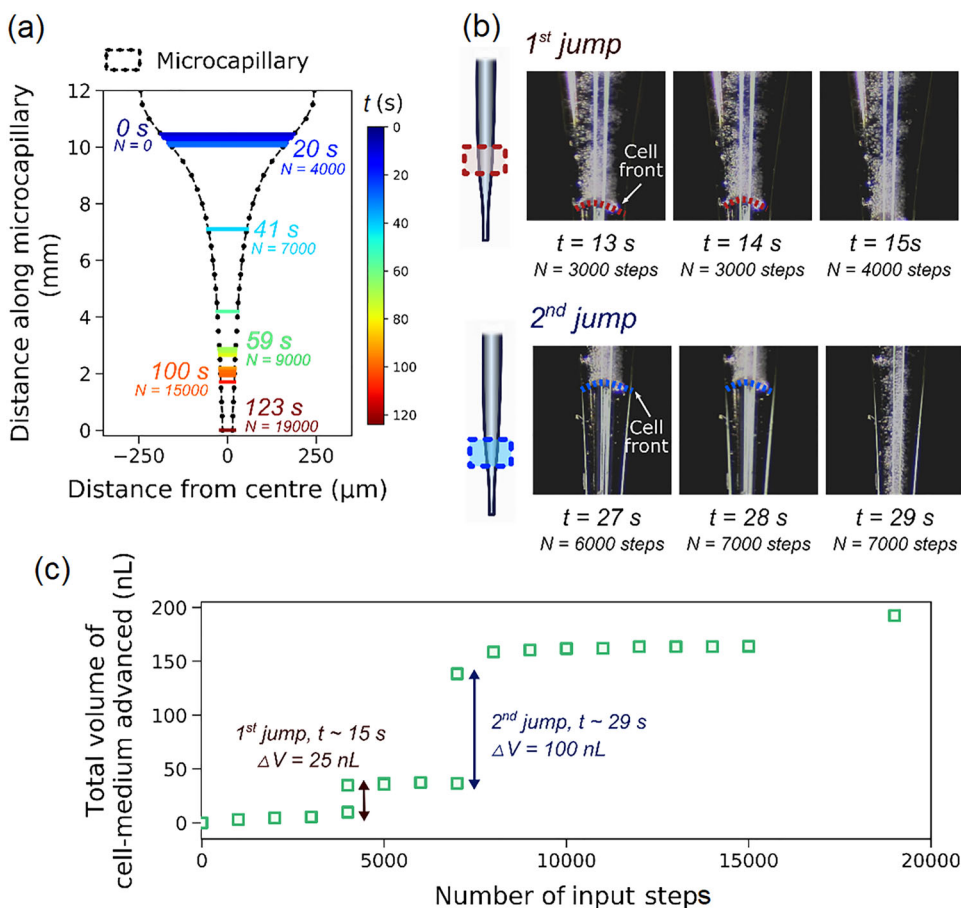 (a)
Microcapillary
t (s)
0
20
40
60
80
100
120
12
10
8
6
4
2
0
0 s
N = 0
20 s
N = 4000
41 s
N = 7000
59 s
N = 9000
100 s
N = 15000
123 s
N = 19000
−250
0
250
Distance along microcapillary
(mm)
Distance from centre (μm)
(b)
1st jump
Cell
front
t = 13 s
N = 3000 steps
t = 14 s
N = 3000 steps
t = 15s
N = 4000 steps
2nd jump
Cell
front
t = 27 s
N = 6000 steps
t = 28 s
N = 7000 steps
t = 29 s
N = 7000 steps
(c)
Total volume of
cell-medium advanced (nL)
200
150
100
50
0
1st jump, t ~ 15 s
△V = 25 nL
2nd jump, t ~ 29 s
△V = 100 nL
0
5000
10000
15000
20000
Number of input steps